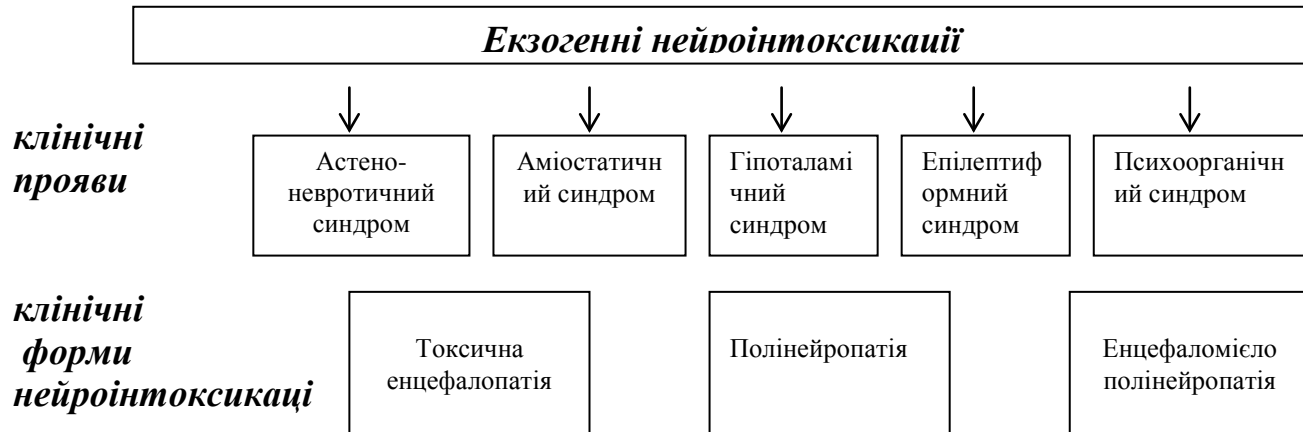 Екзогенні нейроінтоксикації
клінічні
прояви
Астено-
невротичний
синдром
Аміостатичн
ий синдром
Гіпоталамі
чний
синдром
Епілептиф
ормний
синдром
Психоорганічн
ий синдром
клінічні
форми
нейроінтоксикаці
Токсична
енцефалопатія
Полінейропатія
Енцефаломієло
полінейропатія